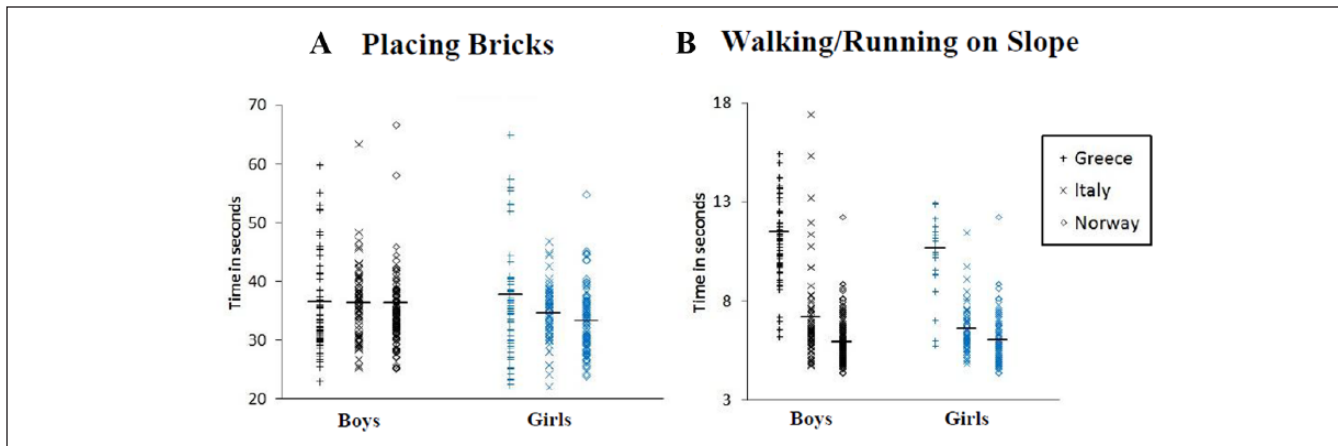 A Placing Bricks
B Walking/Running on Slope
Time in seconds
70
60
50
40
30
20
Boys
Girls
Time in seconds
18
13
8
3
Boys
Girls
Greece
Italy
Norway